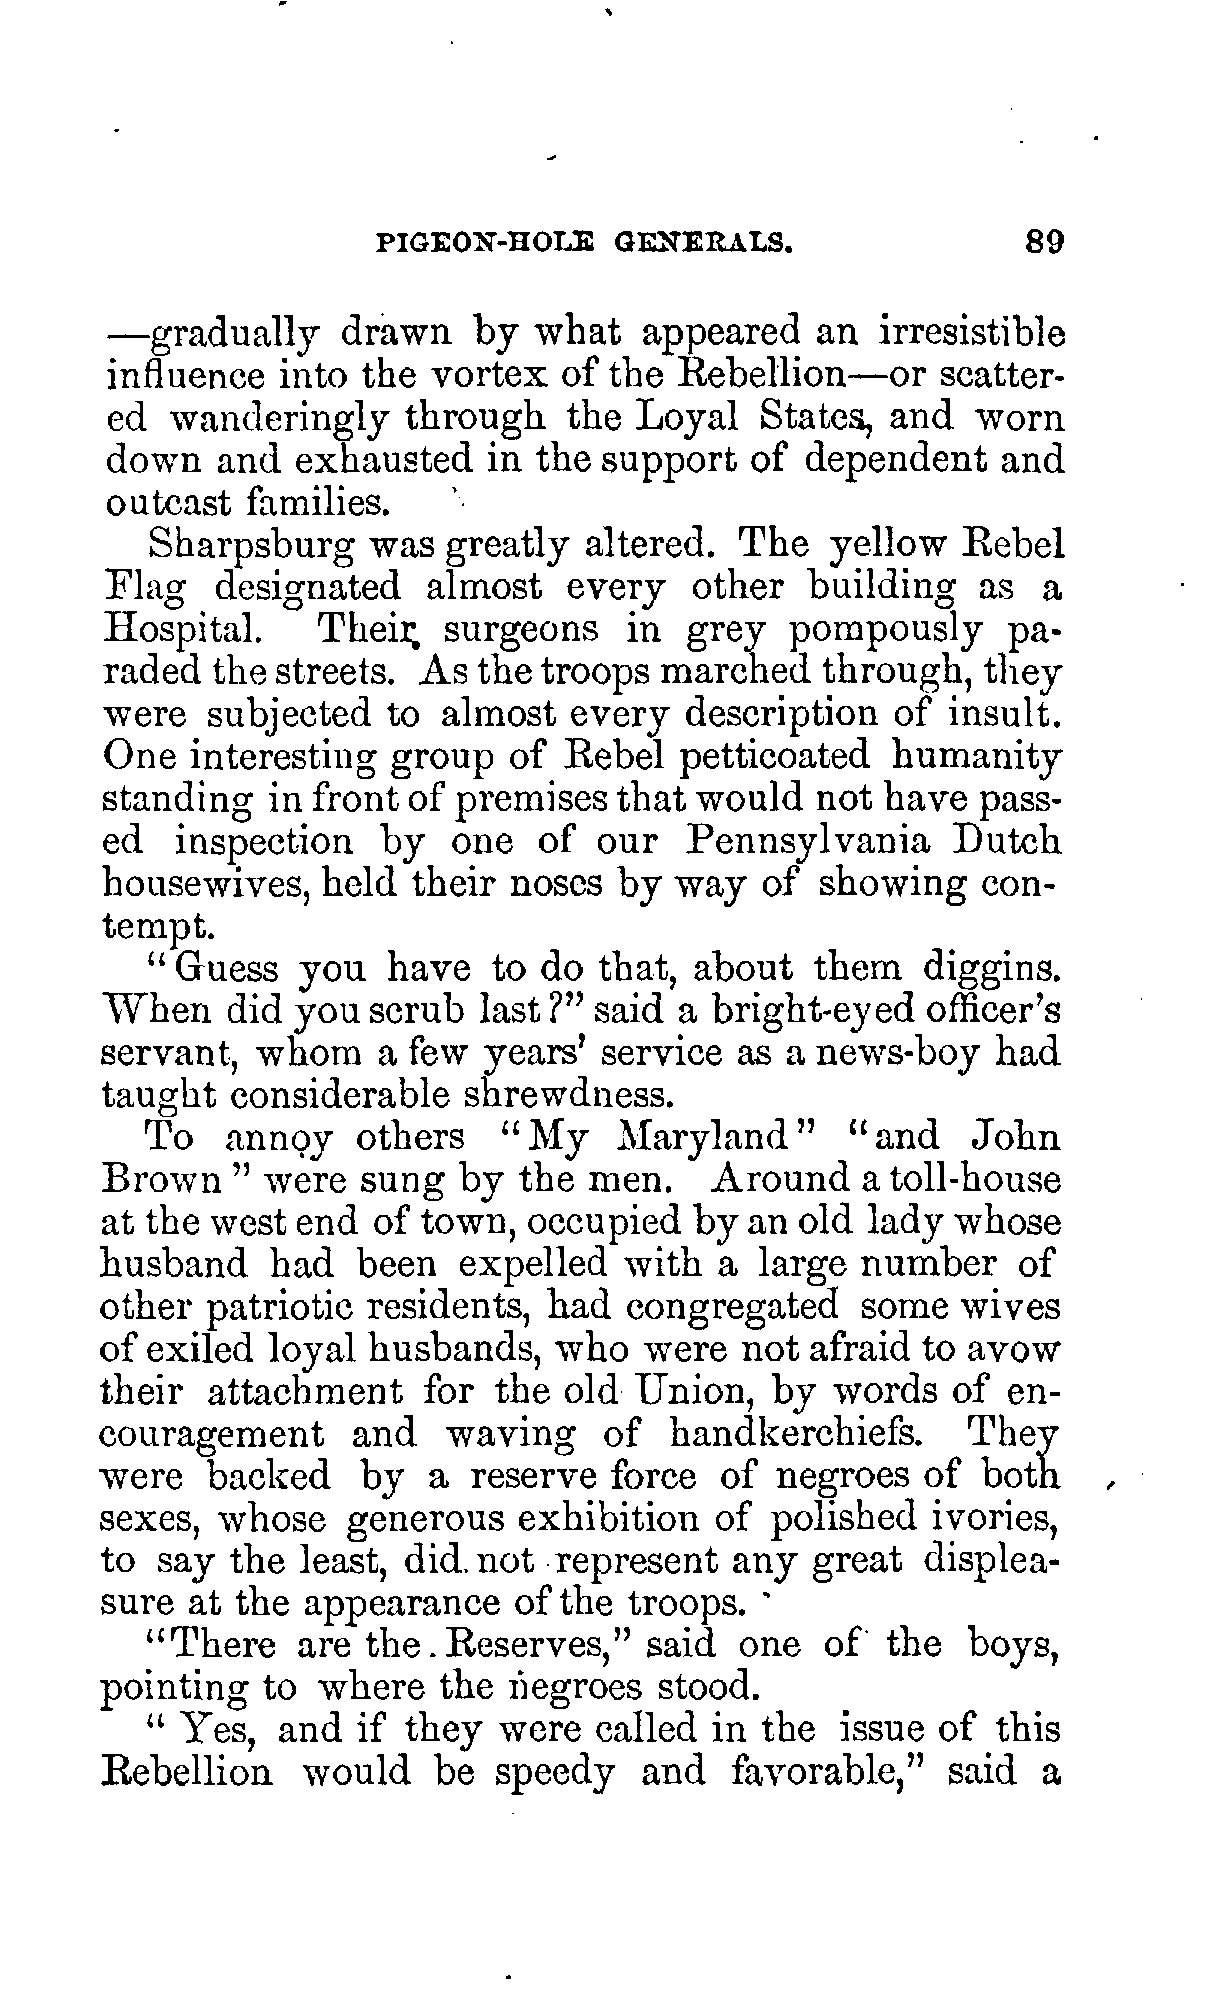 PIGEON-HOLE GENERALS. 89
—gradually drawn by what appeared an irresistible
influence into the vortex of the Rebellion—or scatter-
ed wanderingly through the Loyal States, and worn
down and exhausted in the support of dependent and
outcast families.
Sharpsburg was greatly altered. The yellow Rebel
Flag designated almost every other building as a
Hospital. Their surgeons in grey pompously pa-
raded the streets. As the troops marched through, they
were subjected to almost every description of insult.
One interesting group of Rebel petticoated humanity
standing in front of premises that would not have pass-
ed inspection by one of our Pennsylvania Dutch
housewives, held their noses by way of showing con-
tempt.
"Guess you have to do that, about them diggins.
When did you scrub last?" said a bright-eyed officer's
servant, whom a few years' service as a news-boy had
taught considerable shrewdness.
To annoy others "My Maryland" "and John
Brown" were sung by the men. Around a toll-house
at the west end of town, occupied by an old lady whose
husband had been expelled with a large number of
other patriotic residents, had congregated some wives
of exiled loyal husbands, who were not afraid to avow
their attachment for the old Union, by words of en-
couragement and waving of handkerchiefs. They
were backed by a reserve force of negroes of both
sexes, whose generous exhibition of polished ivories,
to say the least, did not represent any great displea-
sure at the appearance of the troops.
"There are the Reserves," said one of the boys,
pointing to where the negroes stood.
"Yes, and if they were called in the issue of this
Rebellion would be speedy and favorable," said a